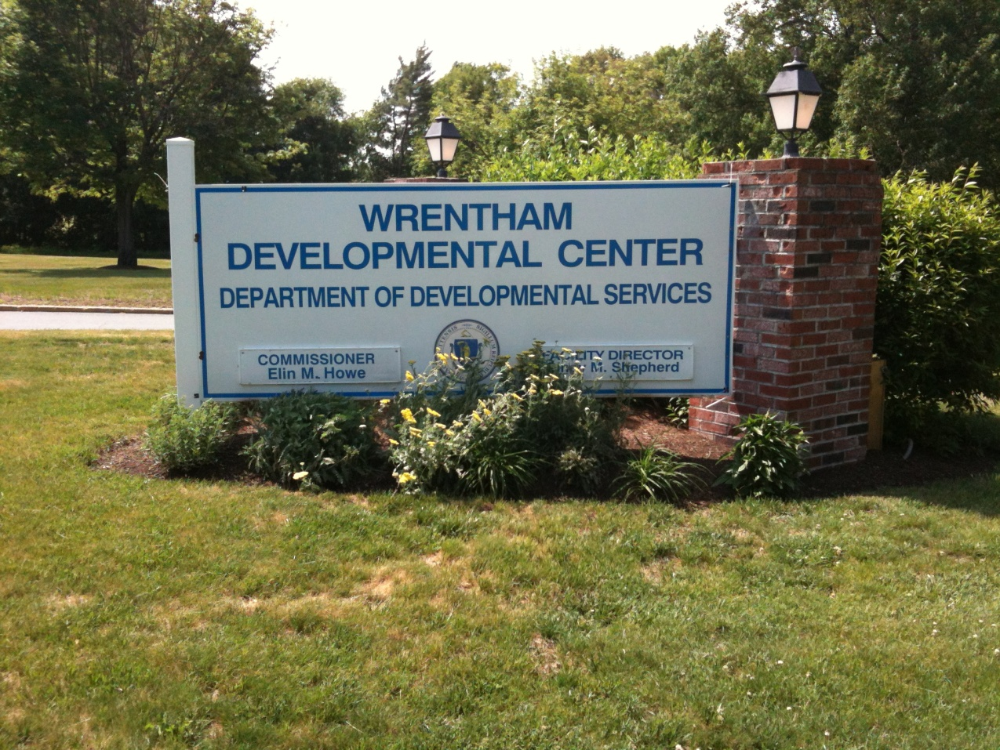 WRENTHAM
DEVELOPMENTAL CENTER
DEPARTMENT OF DEVELOPMENTAL SERVICES
COMMISSIONER
Elin M. Howe
DIRECTOR
M. Shepherd